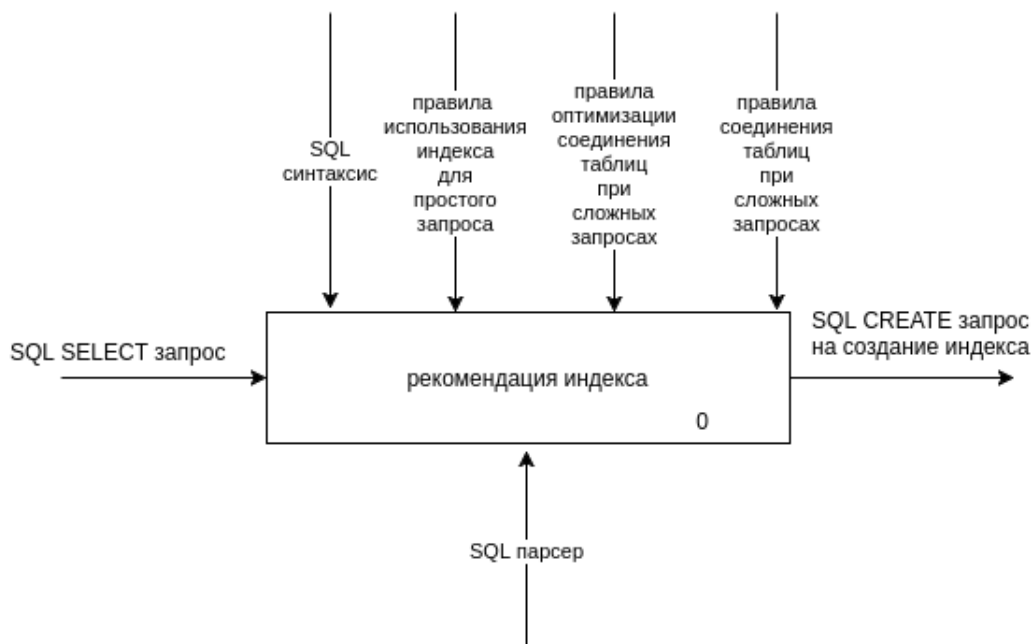 SQL
синтаксис
правила
использования
индекса
для
простого
запроса
правила
оптимизации
соединения
таблиц
при
сложных
запросах
правила
соединения
таблиц
при
сложных
запросах
SQL SELECT запрос
рекомендация индекса
0
SQL CREATE запрос
на создание индекса
SQL парсер